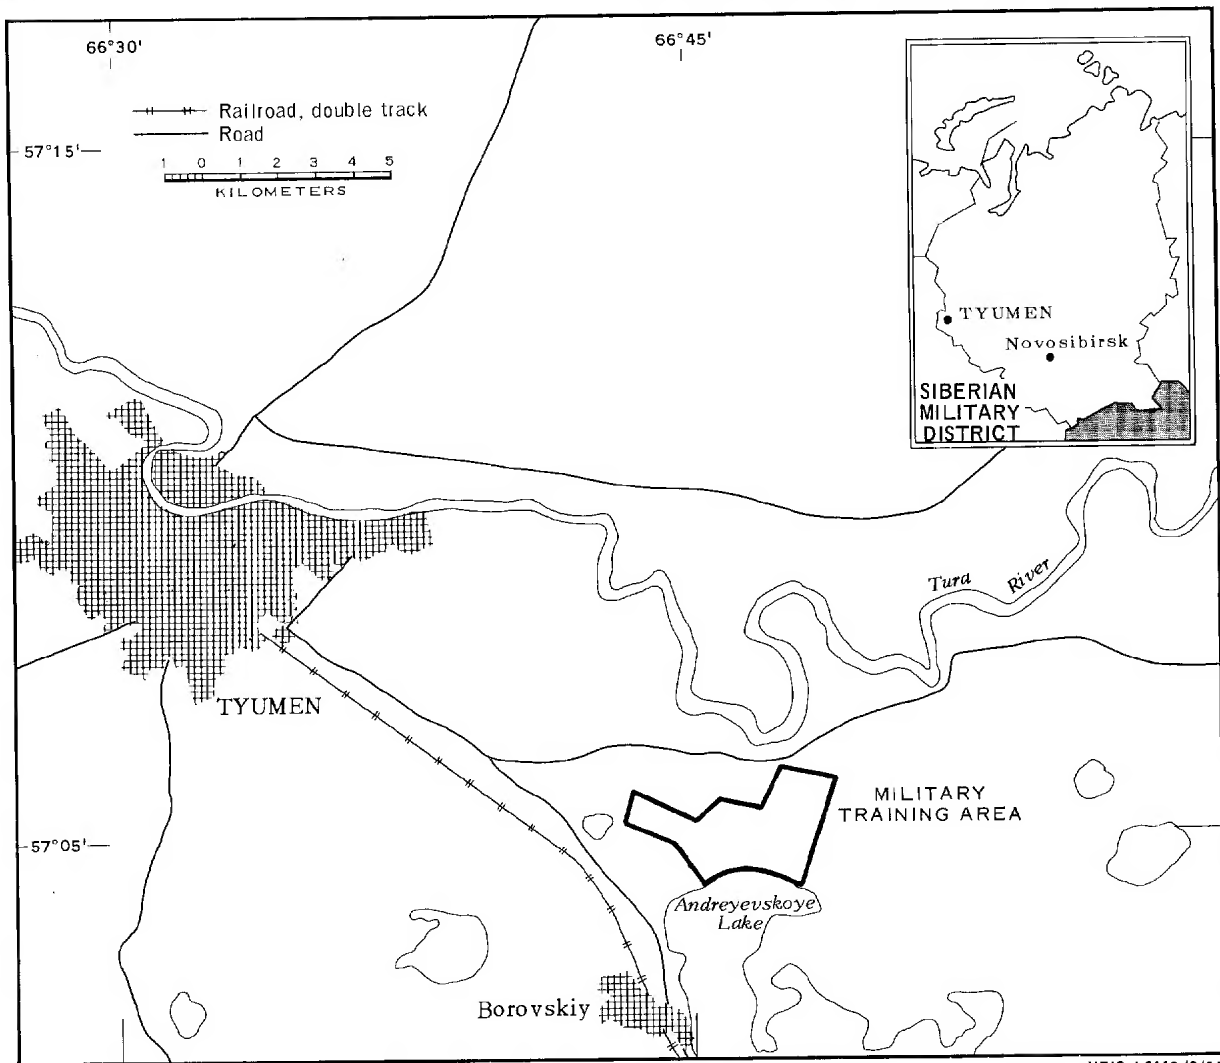 66°30'
66°45'
Railroad, double track
Road
57°15'
1 0 1 2 3 4 5
KILOMETERS
TYUMEN
Novosibirsk
SIBERIAN
MILITARY
DISTRICT
Tura River
TYUMEN
MILITARY
TRAINING AREA
57°05'
Andreyevskoye
Lake
Borovskiy